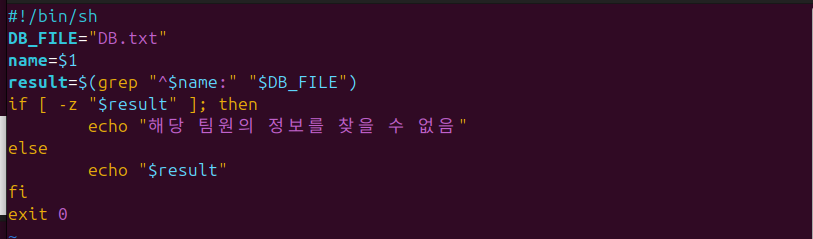 #!/bin/sh
DB_FILE="DB.txt"
name=$1
result=$(grep "^$name:" "$DB_FILE")
if [ -z "$result" ]; then
        echo "해당 팀원의 정보를 찾을 수 없음"
else
        echo "$result"
fi
exit 0
~